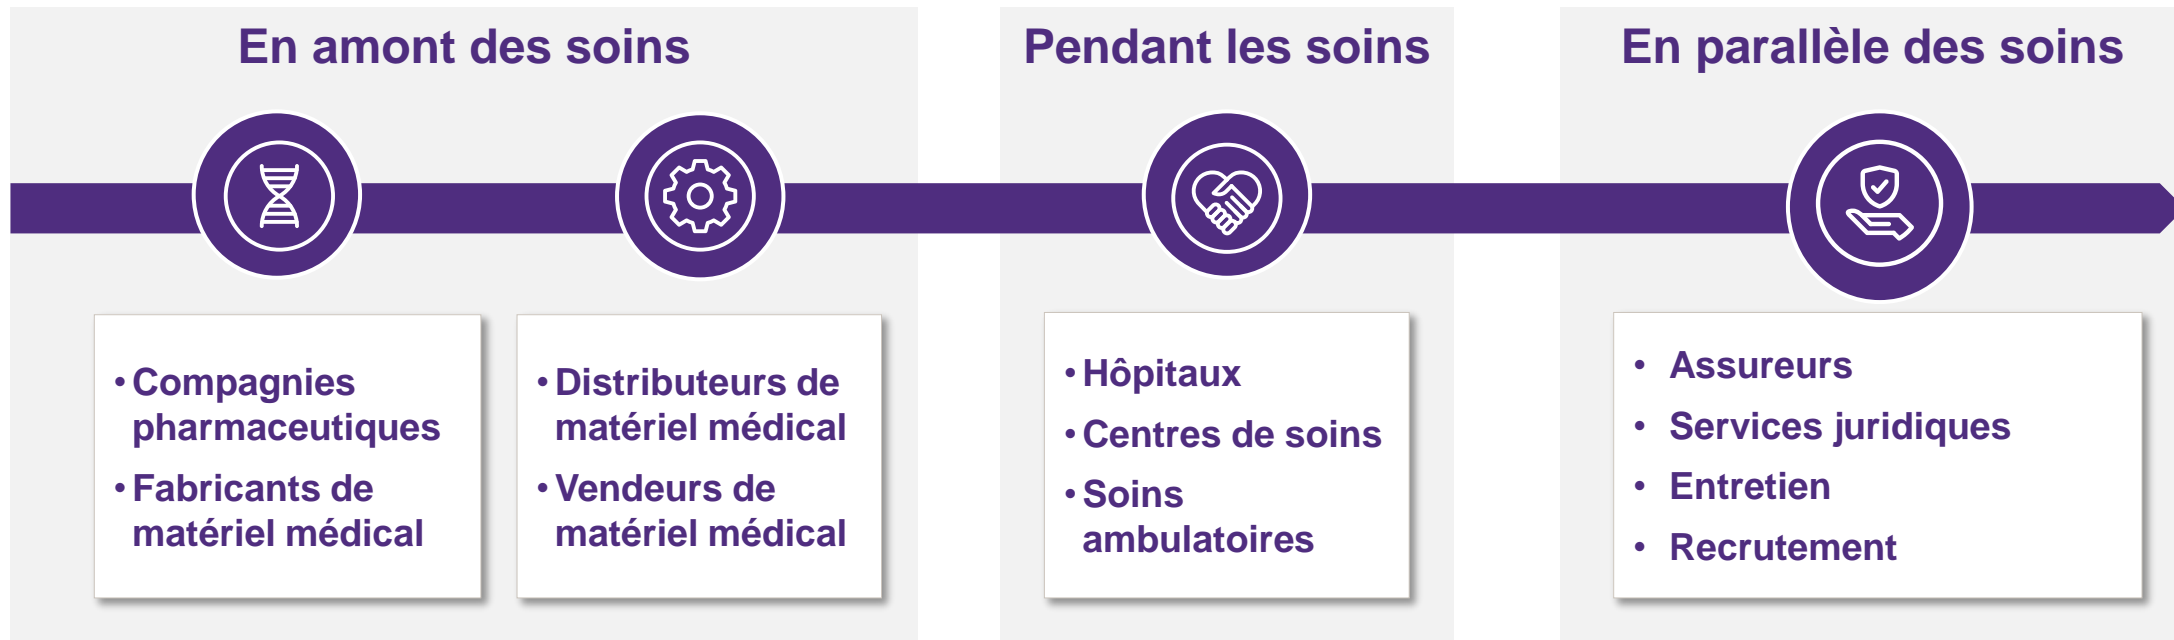 En amont des soins
• Compagnies
pharmaceutiques
• Fabricants de
matériel médical
• Distributeurs de
matériel médical
• Vendeurs de
matériel médical
Pendant les soins
• Hôpitaux
• Centres de soins
• Soins
ambulatoires
En parallèle des soins
• Assureurs
• Services juridiques
• Entretien
• Recrutement